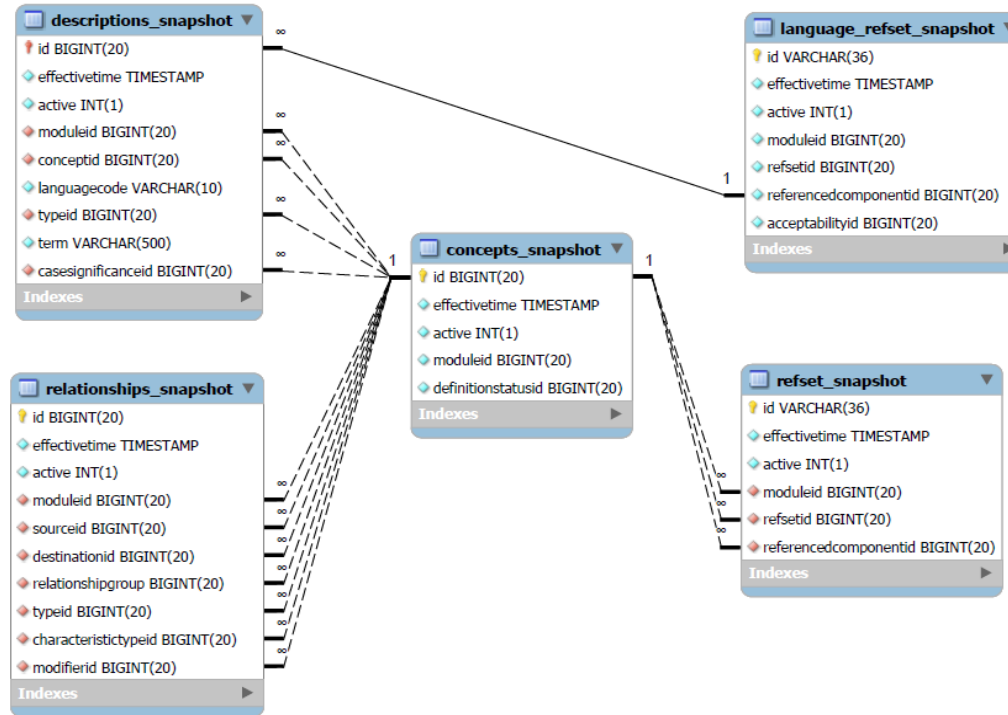 descriptions_snapshot
id BIGINT(20)
effectivetime TIMESTAMP
active INT(1)
moduleid BIGINT(20)
conceptid BIGINT(20)
languagecode VARCHAR(10)
typeid BIGINT(20)
term VARCHAR(500)
casesignificanceid BIGINT(20)
Indexes
∞
∞
∞
∞
∞
language_refset_snapshot
id VARCHAR(36)
effectivetime TIMESTAMP
active INT(1)
moduleid BIGINT(20)
refsetid BIGINT(20)
referencedcomponentid BIGINT(20)
acceptabilityid BIGINT(20)
Indexes
1
concepts_snapshot
id BIGINT(20)
effectivetime TIMESTAMP
active INT(1)
moduleid BIGINT(20)
definitionstatusid BIGINT(20)
Indexes
1
1
relationships_snapshot
id BIGINT(20)
effectivetime TIMESTAMP
active INT(1)
moduleid BIGINT(20)
sourceid BIGINT(20)
destinationid BIGINT(20)
relationshipgroup BIGINT(20)
typeid BIGINT(20)
characteristictypeid BIGINT(20)
modifierid BIGINT(20)
Indexes
∞
∞
∞
∞
∞
∞
∞
refset_snapshot
id VARCHAR(36)
effectivetime TIMESTAMP
active INT(1)
moduleid BIGINT(20)
refsetid BIGINT(20)
referencedcomponentid BIGINT(20)
Indexes
∞
∞
∞